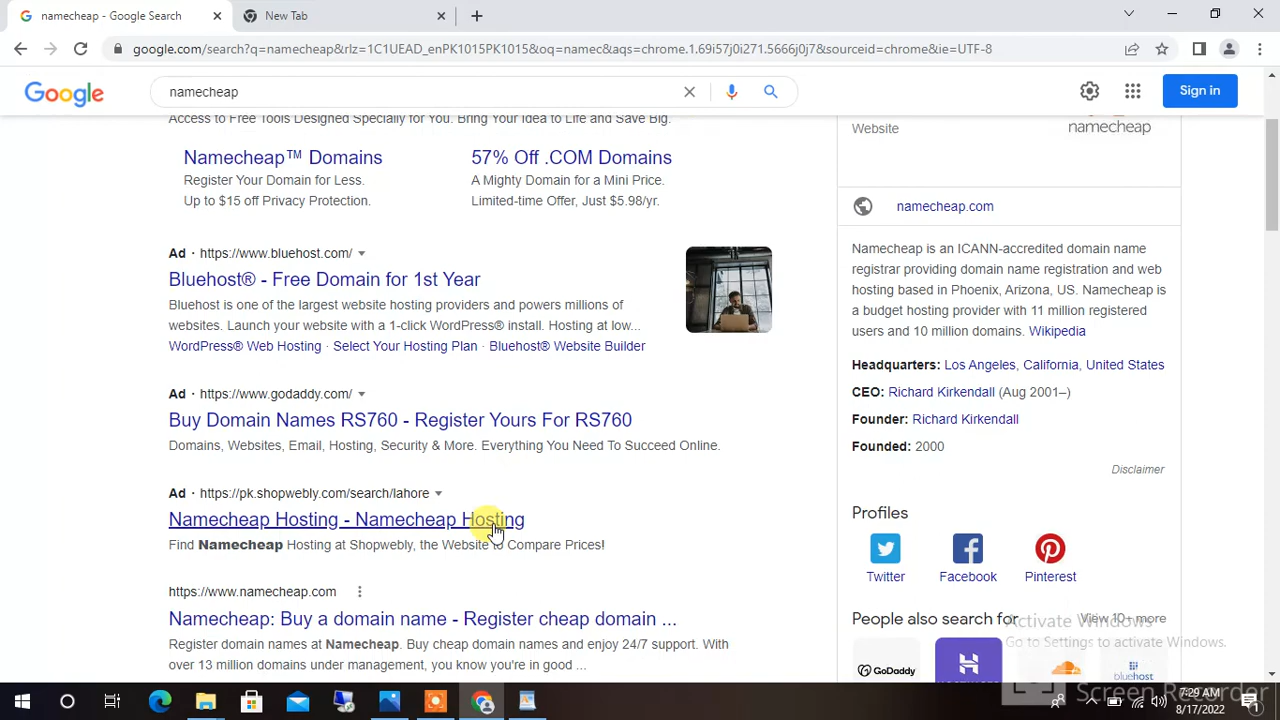 namecheap - Google Search
New Tab
google.com/search?q=namecheap&rlz=1C1UEAD_enPK1015PK1015&oq=namec&aqs=chrome.1.69i57j0i271.5666j0j7&sourceid=chrome&ie=UTF-8
Google
namecheap
Sign in
Access to Free Tools Designed Specially for You. Bring Your Idea to Life and Save Big.
Namecheap™ Domains
Register Your Domain for Less.
Up to $15 off Privacy Protection.
57% Off .COM Domains
A Mighty Domain for a Mini Price.
Limited-time Offer, Just $5.98/yr.
Ad · https://www.bluehost.com/
Bluehost® - Free Domain for 1st Year
Bluehost is one of the largest website hosting providers and powers millions of
websites. Launch your website with a 1-click WordPress® install. Hosting at low...
WordPress® Web Hosting · Select Your Hosting Plan · Bluehost® Website Builder
Ad · https://www.godaddy.com/
Buy Domain Names RS760 - Register Yours For RS760
Domains, Websites, Email, Hosting, Security & More. Everything You Need To Succeed Online.
Ad · https://pk.shopwebly.com/search/lahore
Namecheap Hosting - Namecheap Hosting
Find Namecheap Hosting at Shopwebly, the Website to Compare Prices!
https://www.namecheap.com
Namecheap: Buy a domain name - Register cheap domain ...
Register domain names at Namecheap. Buy cheap domain names and enjoy 24/7 support. With
over 13 million domains under management, you know you're in good ...
Website
namecheap
namecheap.com
Namecheap is an ICANN-accredited domain name
registrar providing domain name registration and web
hosting based in Phoenix, Arizona, US. Namecheap is
a budget hosting provider with 11 million registered
users and 10 million domains. Wikipedia
Headquarters: Los Angeles, California, United States
CEO: Richard Kirkendall (Aug 2001–)
Founder: Richard Kirkendall
Founded: 2000
Disclaimer
Profiles
Twitter
Facebook
Pinterest
People also search for
View 10+ more
GoDaddy
bluehost
Activate Windows
Go to Settings to activate Windows.
Screen Recorder
7:29 AM
8/17/2022